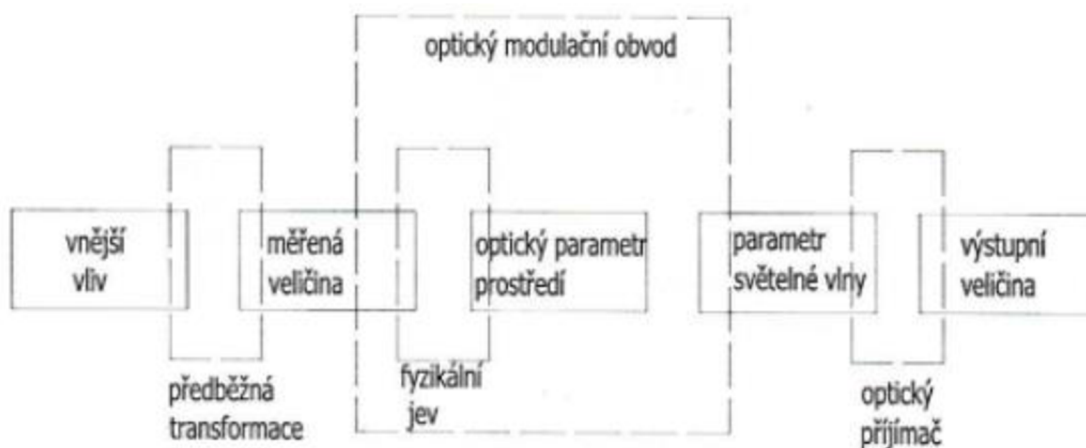 optický modulační obvod
vnější
vliv
měřená
veličina
optický parametr
prostředí
parametr
světelné vlny
výstupní
veličina
předběžná
transformace
fyzikální
jev
optický
příjímač